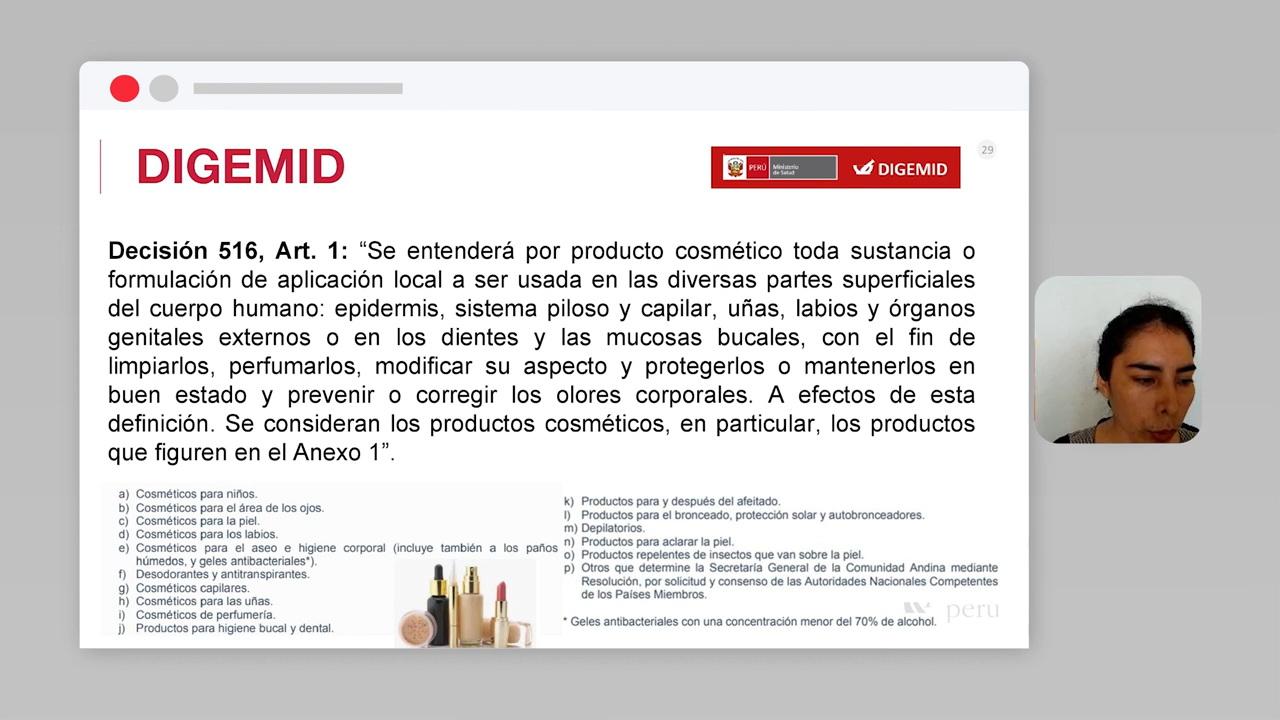 DIGEMID
PERÚ
Ministerio
de Salud
DIGEMID
29
Decisión 516, Art. 1: “Se entenderá por producto cosmético toda sustancia o
formulación de aplicación local a ser usada en las diversas partes superficiales
del cuerpo humano: epidermis, sistema piloso y capilar, uñas, labios y órganos
genitales externos o en los dientes y las mucosas bucales, con el fin de
limpiarlos, perfumarlos, modificar su aspecto y protegerlos o mantenerlos en
buen estado y prevenir o corregir los olores corporales. A efectos de esta
definición. Se consideran los productos cosméticos, en particular, los productos
que figuren en el Anexo 1”.
a) Cosméticos para niños.
b) Cosméticos para el área de los ojos.
c) Cosméticos para la piel.
d) Cosméticos para los labios.
e) Cosméticos para el aseo e higiene corporal (incluye también a los paños
húmedos, y geles antibacteriales*).
f) Desodorantes y antitranspirantes.
g) Cosméticos capilares.
h) Cosméticos para las uñas.
i) Cosméticos de perfumería.
j) Productos para higiene bucal y dental.
k) Productos para y después del afeitado.
l) Productos para el bronceado, protección solar y autobronceadores.
m) Depilatorios.
n) Productos para aclarar la piel.
o) Productos repelentes de insectos que van sobre la piel.
p) Otros que determine la Secretaría General de la Comunidad Andina mediante
Resolución, por solicitud y consenso de las Autoridades Nacionales Competentes
de los Países Miembros.
peru
* Geles antibacteriales con una concentración menor del 70% de alcohol.